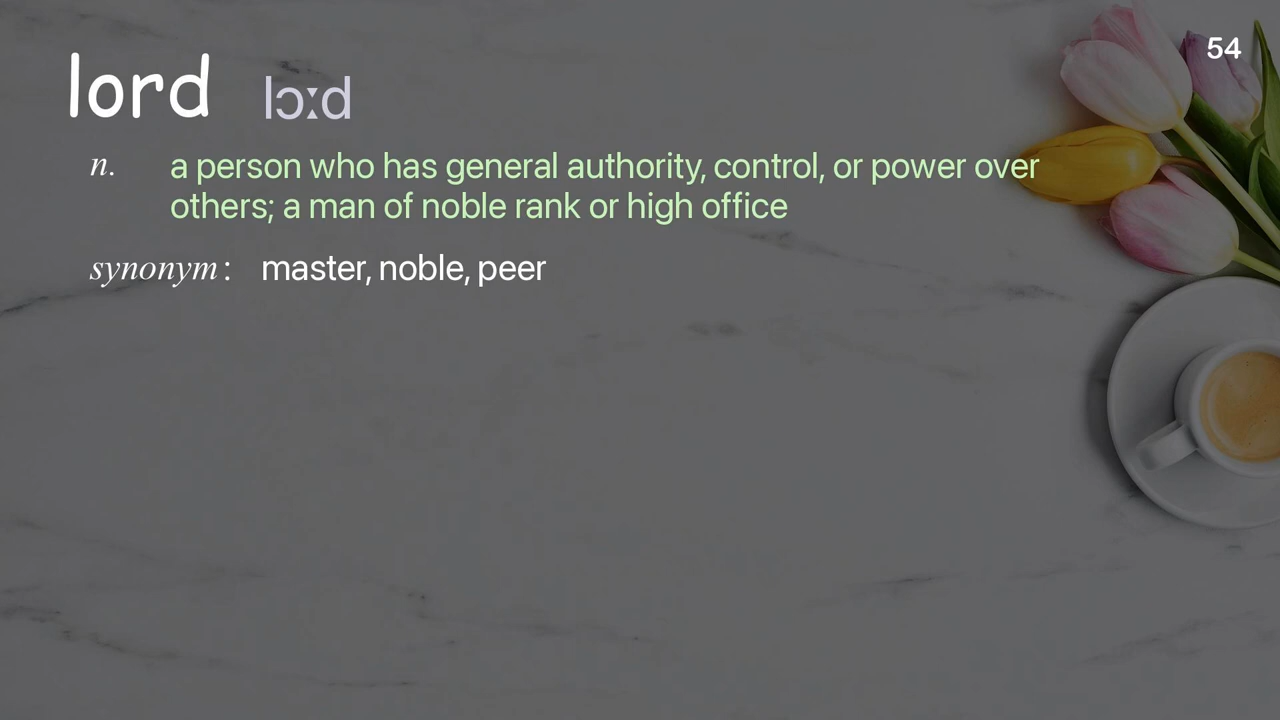 54
lord lɔːd
n. a person who has general authority, control, or power over
others; a man of noble rank or high office
synonym : master, noble, peer